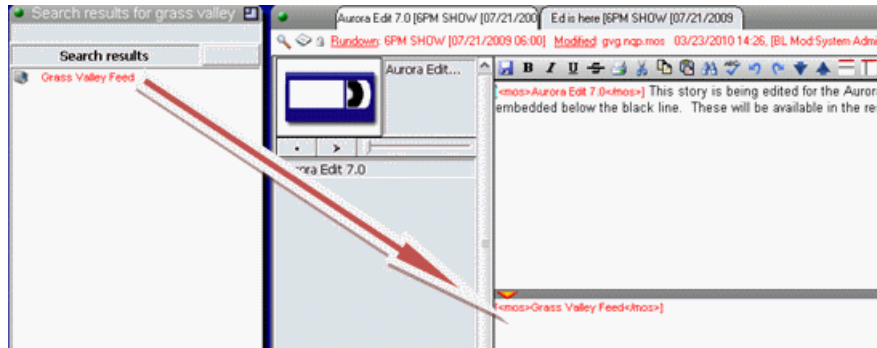 Search results for grass valley
Search results
Grass Valley Feed
Aurora Edit 7.0 [6PM SHOW [07/21/200
Ed is here [6PM SHOW [07/21/2009
Rundown: 6PM SHOW [07/21/2009 06:00] Modified: gvg.nqp.mos 03/23/2010 14:26, [BL Mod:System Admi
Aurora Edit...
B I U S
Aurora Edit 7.0
[<mos>Aurora Edit 7.0</mos>] This story is being edited for the Auror
embedded below the black line. These will be available in the re
[<mos>Grass Valley Feed</mos>]